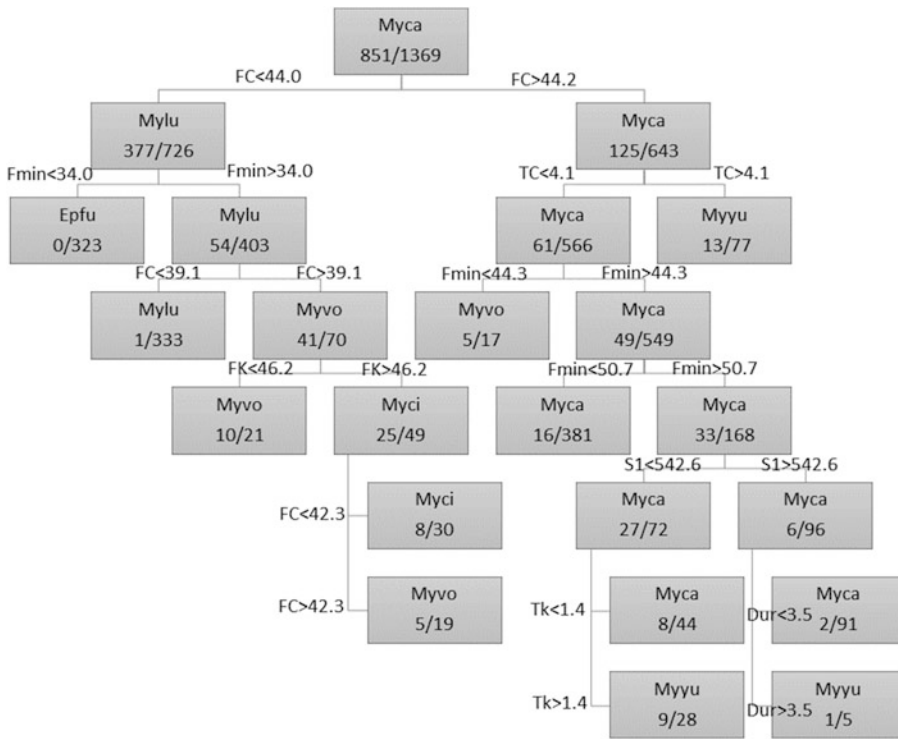 Myca
851/1369
FC<44.0
FC>44.2
Mylu
377/726
Myca
125/643
Fmin<34.0
Fmin>34.0
TC<4.1
TC>4.1
Epfu
0/323
Mylu
54/403
Myca
61/566
Myyu
13/77
FC<39.1
FC>39.1
Fmin<44.3
Fmin>44.3
Mylu
1/333
Myvo
41/70
Myvo
5/17
Myca
49/549
FK<46.2
FK>46.2
Fmin<50.7
Fmin>50.7
Myvo
10/21
Myci
25/49
Myca
16/381
Myca
33/168
S1<542.6
S1>542.6
FC<42.3
Myci
8/30
Myca
27/72
Myca
6/96
FC>42.3
Myvo
5/19
Tk<1.4
Myca
8/44
Dur<3.5
Myca
2/91
Tk>1.4
Myyu
9/28
Dur>3.5
Myyu
1/5